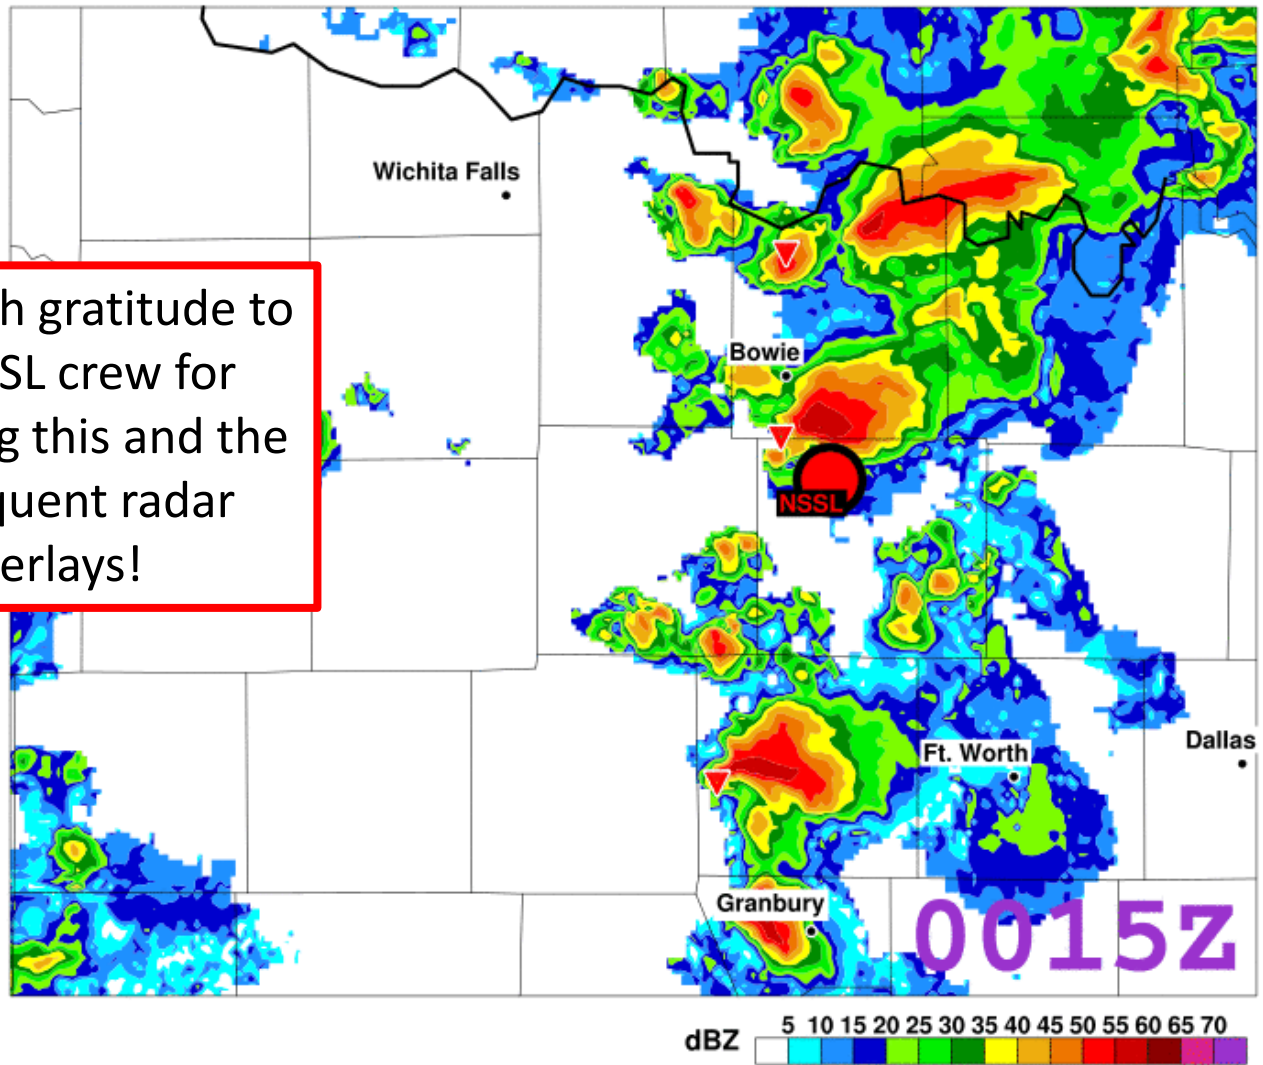 Wichita Falls
h gratitude to
SL crew for
g this and the
quent radar
erlays!
Bowie
NSSL
Dallas
Ft. Worth
Granbury
0015Z
dBZ 5 10 15 20 25 30 35 40 45 50 55 60 65 70